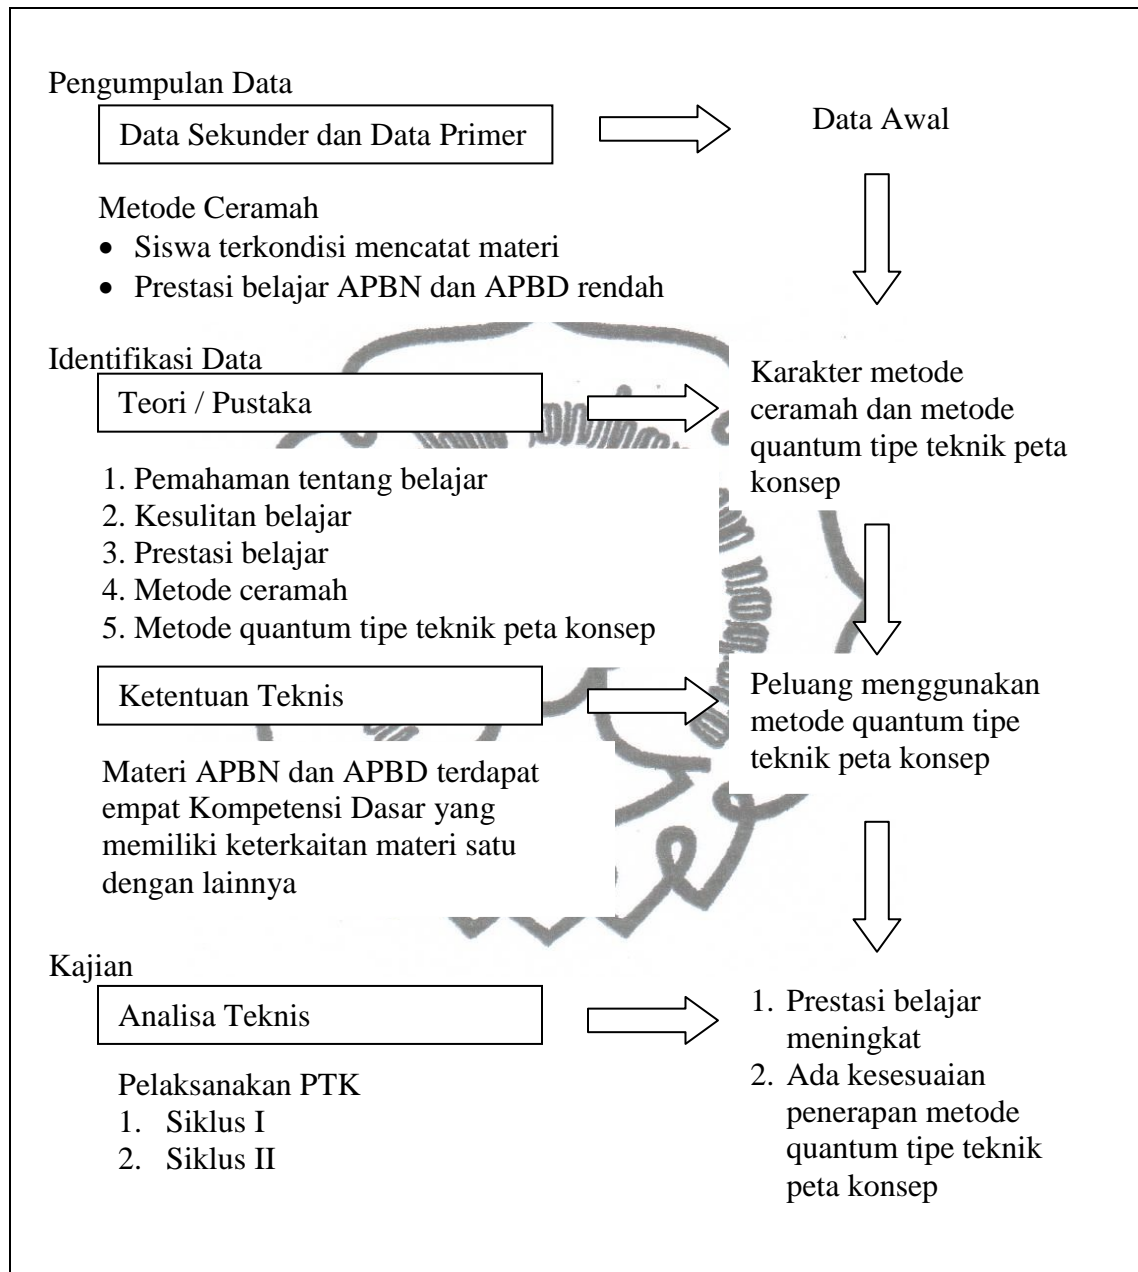 Pengumpulan Data
Data Sekunder dan Data Primer
Data Awal
Metode Ceramah
• Siswa terkondisi mencatat materi
• Prestasi belajar APBN dan APBD rendah
Identifikasi Data
Teori / Pustaka
Karakter metode
ceramah dan metode
quantum tipe teknik peta
konsep
1. Pemahaman tentang belajar
2. Kesulitan belajar
3. Prestasi belajar
4. Metode ceramah
5. Metode quantum tipe teknik peta konsep
Ketentuan Teknis
Peluang menggunakan
metode quantum tipe
teknik peta konsep
Materi APBN dan APBD terdapat
empat Kompetensi Dasar yang
memiliki keterkaitan materi satu
dengan lainnya
Kajian
Analisa Teknis
1. Prestasi belajar
meningkat
2. Ada kesesuaian
penerapan metode
quantum tipe teknik
peta konsep
Pelaksanakan PTK
1. Siklus I
2. Siklus II